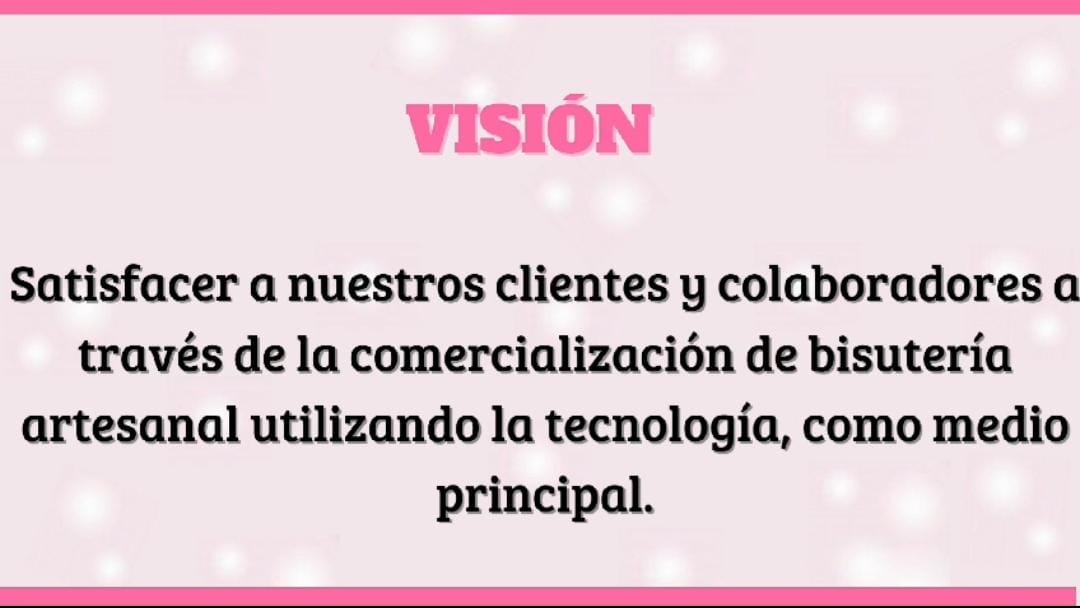 VISIÓN
Satisfacer a nuestros clientes y colaboradores a
través de la comercialización de bisutería
artesanal utilizando la tecnología, como medio
principal.